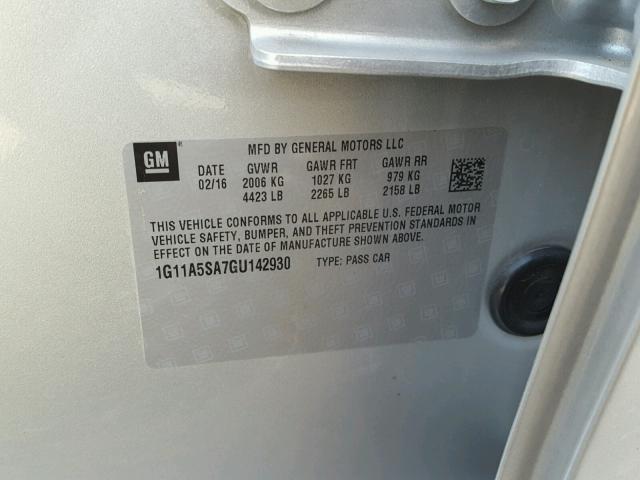 GM
MFD BY GENERAL MOTORS LLC
DATE GVWR GAWR FRT GAWR RR
02/16 2006 KG 1027 KG 979 KG
4423 LB 2265 LB 2158 LB
THIS VEHICLE CONFORMS TO ALL APPLICABLE U.S. FEDERAL MOTOR
VEHICLE SAFETY, BUMPER, AND THEFT PREVENTION STANDARDS IN
EFFECT ON THE DATE OF MANUFACTURE SHOWN ABOVE.
1G11A5SA7GU142930 TYPE: PASS CAR